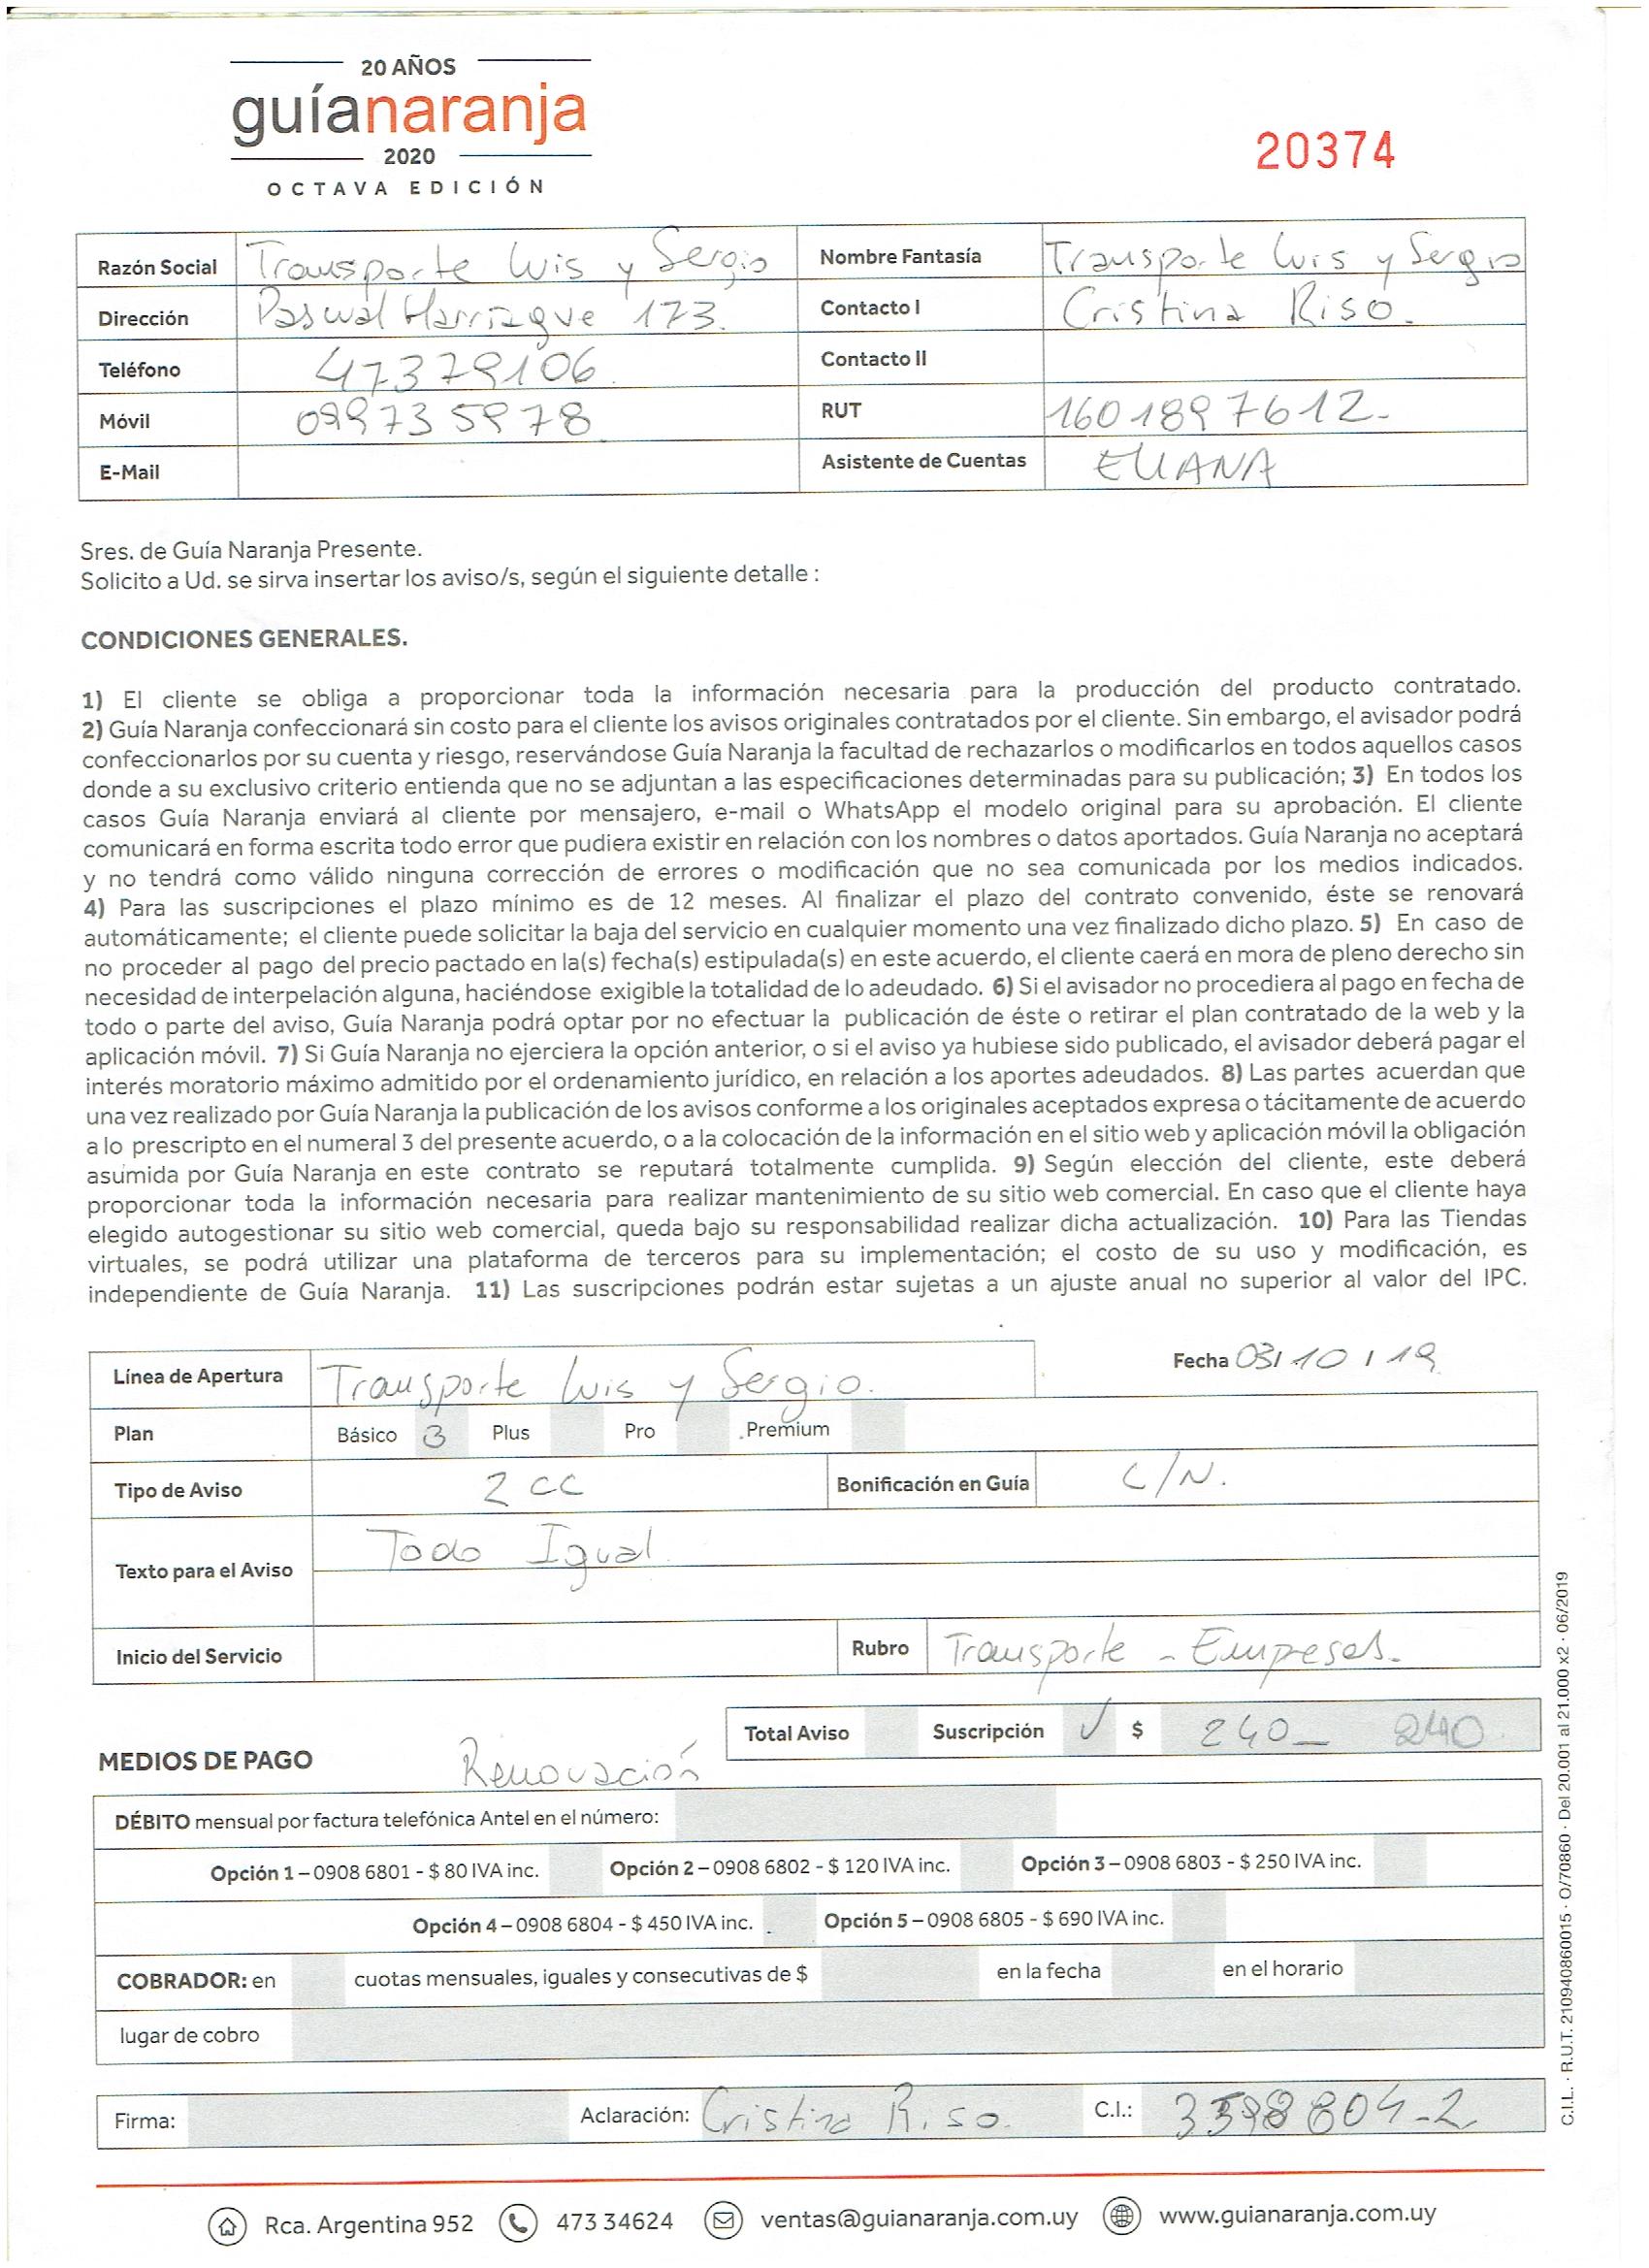 20 AÑOS
guíanaranja
2020
OCTAVA EDICIÓN
20374
Razón Social Transporte Luis y Sergio Nombre Fantasía Transporte Luis y Sergio
Dirección Pascual Harriague 173. Contacto I Cristina Riso.
Teléfono 47379106 Contacto II
Móvil 099735978 RUT 1601897612-
E-Mail Asistente de Cuentas ELIANA
Sres. de Guía Naranja Presente.
Solicito a Ud. se sirva insertar los aviso/s, según el siguiente detalle :
CONDICIONES GENERALES.
1) El cliente se obliga a proporcionar toda la información necesaria para la producción del producto contratado.
2) Guía Naranja confeccionará sin costo para el cliente los avisos originales contratados por el cliente. Sin embargo, el avisador podrá
confeccionarlos por su cuenta y riesgo, reservándose Guía Naranja la facultad de rechazarlos o modificarlos en todos aquellos casos
donde a su exclusivo criterio entienda que no se adjuntan a las especificaciones determinadas para su publicación; 3) En todos los
casos Guía Naranja enviará al cliente por mensajero, e-mail o WhatsApp el modelo original para su aprobación. El cliente
comunicará en forma escrita todo error que pudiera existir en relación con los nombres o datos aportados. Guía Naranja no aceptará
y no tendrá como válido ninguna corrección de errores o modificación que no sea comunicada por los medios indicados.
4) Para las suscripciones el plazo mínimo es de 12 meses. Al finalizar el plazo del contrato convenido, éste se renovará
automáticamente; el cliente puede solicitar la baja del servicio en cualquier momento una vez finalizado dicho plazo. 5) En caso de
no proceder al pago del precio pactado en la(s) fecha(s) estipulada(s) en este acuerdo, el cliente caerá en mora de pleno derecho sin
necesidad de interpelación alguna, haciéndose exigible la totalidad de lo adeudado. 6) Si el avisador no procediera al pago en fecha de
todo o parte del aviso, Guía Naranja podrá optar por no efectuar la publicación de éste o retirar el plan contratado de la web y la
aplicación móvil. 7) Si Guía Naranja no ejerciera la opción anterior, o si el aviso ya hubiese sido publicado, el avisador deberá pagar el
interés moratorio máximo admitido por el ordenamiento jurídico, en relación a los aportes adeudados. 8) Las partes acuerdan que
una vez realizado por Guía Naranja la publicación de los avisos conforme a los originales aceptados expresa o tácitamente de acuerdo
a lo prescripto en el numeral 3 del presente acuerdo, o a la colocación de la información en el sitio web y aplicación móvil la obligación
asumida por Guía Naranja en este contrato se reputará totalmente cumplida. 9) Según elección del cliente, este deberá
proporcionar toda la información necesaria para realizar mantenimiento de su sitio web comercial. En caso que el cliente haya
elegido autogestionar su sitio web comercial, queda bajo su responsabilidad realizar dicha actualización. 10) Para las Tiendas
virtuales, se podrá utilizar una plataforma de terceros para su implementación; el costo de su uso y modificación, es
independiente de Guía Naranja. 11) Las suscripciones podrán estar sujetas a un ajuste anual no superior al valor del IPC.
Línea de Apertura Transporte Luis y Sergio. Fecha 03/10/19
Plan Básico B Plus Pro Premium
Tipo de Aviso 2 CC Bonificación en Guía C/N.
Texto para el Aviso Todo Igual
Inicio del Servicio Rubro Transporte - Empresas.
Total Aviso Suscripción ✓ $ 240_ 240
MEDIOS DE PAGO Renovación
DÉBITO mensual por factura telefónica Antel en el número:
Opción 1 – 0908 6801 - $ 80 IVA inc. Opción 2 – 0908 6802 - $ 120 IVA inc. Opción 3 – 0908 6803 - $ 250 IVA inc.
Opción 4 – 0908 6804 - $ 450 IVA inc. Opción 5 – 0908 6805 - $ 690 IVA inc.
COBRADOR: en cuotas mensuales, iguales y consecutivas de $ en la fecha en el horario
lugar de cobro
Firma: Aclaración: Cristina Riso. C.I.: 3598804-2
Rca. Argentina 952 473 34624 ventas@guianaranja.com.uy www.guianaranja.com.uy
C.I.L. · R.U.T. 210940860015 · O/70860 · Del 20.001 al 21.000 x2 · 06/2019